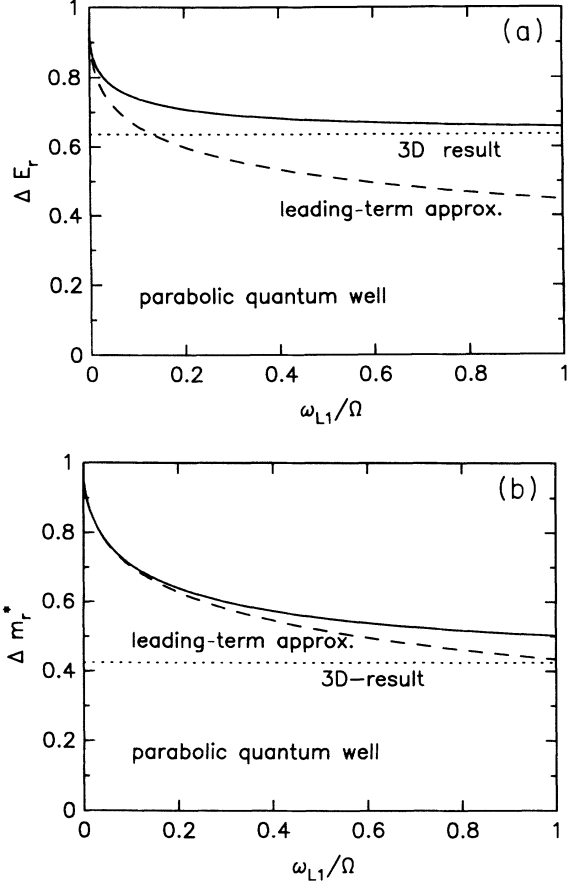 (a)
1
0.8
0.6
0.4
0.2
0
Δ E_r
3D result
leading-term approx.
parabolic quantum well
0 0.2 0.4 0.6 0.8 1
ω_L1/Ω
(b)
1
0.8
0.6
0.4
0.2
0
Δ m_r^*
leading-term approx.
3D-result
parabolic quantum well
0 0.2 0.4 0.6 0.8 1
ω_L1/Ω